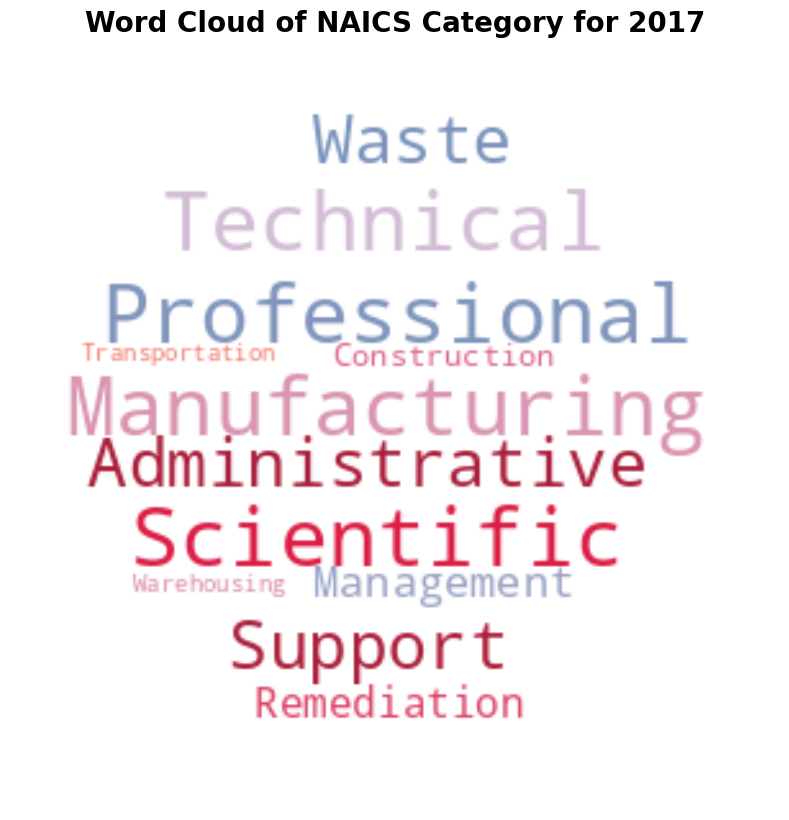 Word Cloud of NAICS Category for 2017
Waste
Technical
Professional
Transportation
Construction
Manufacturing
Administrative
Scientific
Warehousing
Management
Support
Remediation